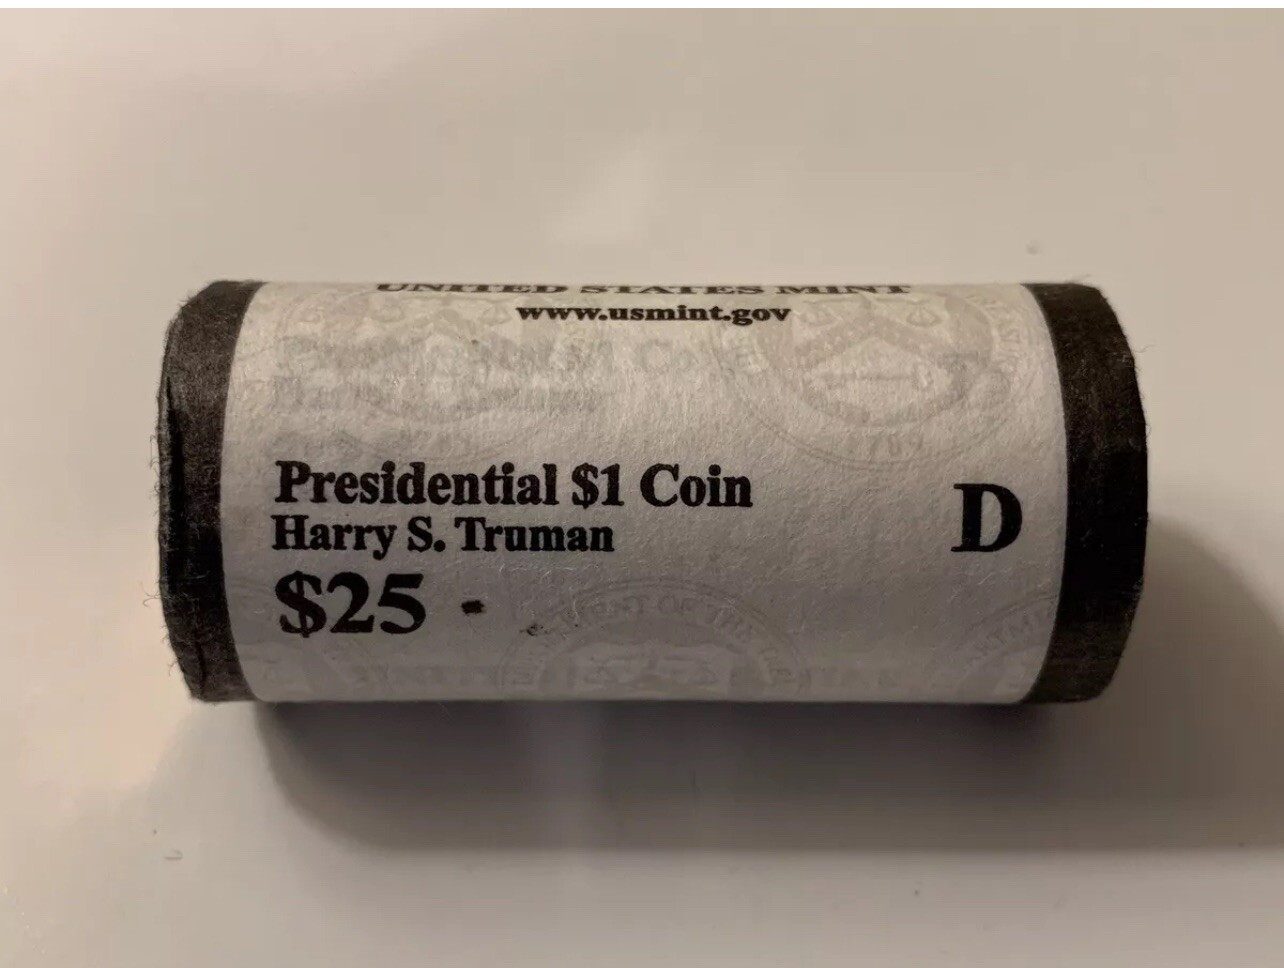 UNITED STATES MINT
www.usmint.gov
Presidential $1 Coin
Harry S. Truman
$25
D